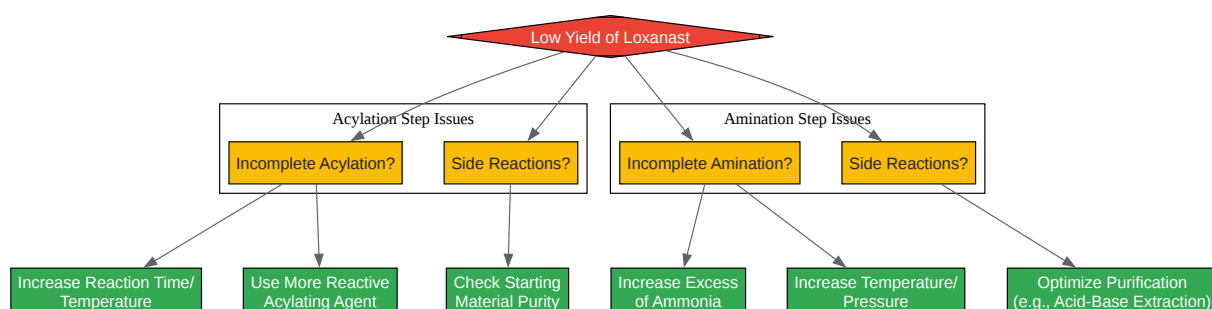 Low Yield of Loxanast
Acylation Step Issues
Amination Step Issues
Incomplete Acylation?
Side Reactions?
Incomplete Amination?
Side Reactions?
Increase Reaction Time/
Temperature
Use More Reactive
Acylating Agent
Check Starting
Material Purity
Increase Excess
of Ammonia
Increase Temperature/
Pressure
Optimize Purification
(e.g., Acid-Base Extraction)